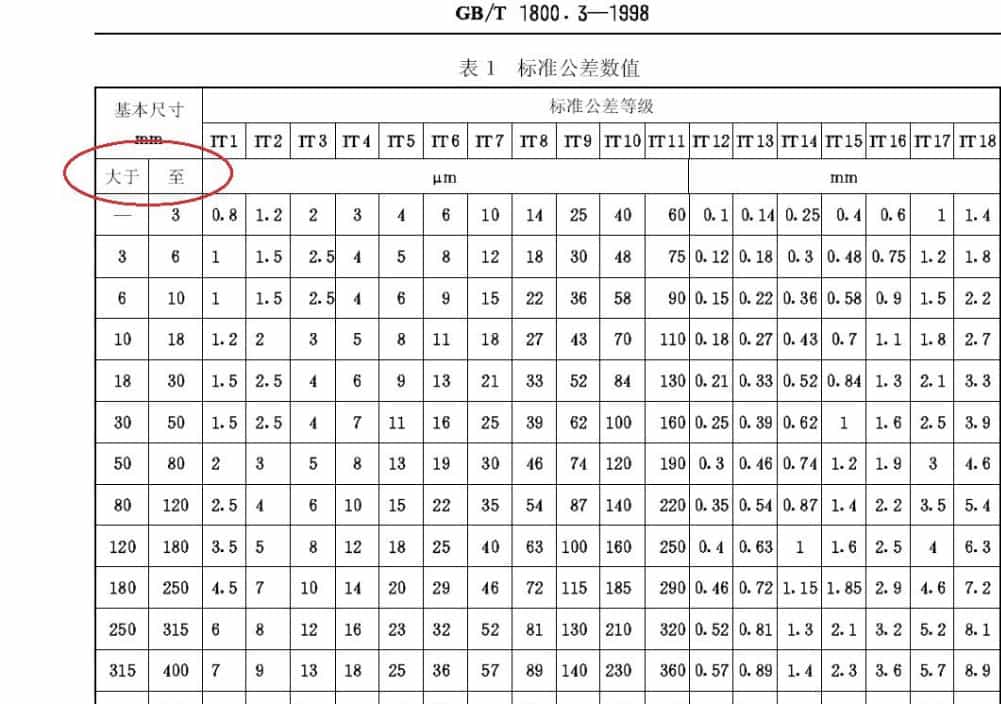 GB/T 1800.3—1998
表 1 标准公差数值
基本尺寸 标准公差等级
mm IT1 IT2 IT3 IT4 IT5 IT6 IT7 IT8 IT9 IT10 IT11 IT12 IT13 IT14 IT15 IT16 IT17 IT18
大于 至 μm mm
— 3 0.8 1.2 2 3 4 6 10 14 25 40 60 0.1 0.14 0.25 0.4 0.6 1 1.4
3 6 1 1.5 2.5 4 5 8 12 18 30 48 75 0.12 0.18 0.3 0.48 0.75 1.2 1.8
6 10 1 1.5 2.5 4 6 9 15 22 36 58 90 0.15 0.22 0.36 0.58 0.9 1.5 2.2
10 18 1.2 2 3 5 8 11 18 27 43 70 110 0.18 0.27 0.43 0.7 1.1 1.8 2.7
18 30 1.5 2.5 4 6 9 13 21 33 52 84 130 0.21 0.33 0.52 0.84 1.3 2.1 3.3
30 50 1.5 2.5 4 7 11 16 25 39 62 100 160 0.25 0.39 0.62 1 1.6 2.5 3.9
50 80 2 3 5 8 13 19 30 46 74 120 190 0.3 0.46 0.74 1.2 1.9 3 4.6
80 120 2.5 4 6 10 15 22 35 54 87 140 220 0.35 0.54 0.87 1.4 2.2 3.5 5.4
120 180 3.5 5 8 12 18 25 40 63 100 160 250 0.4 0.63 1 1.6 2.5 4 6.3
180 250 4.5 7 10 14 20 29 46 72 115 185 290 0.46 0.72 1.15 1.85 2.9 4.6 7.2
250 315 6 8 12 16 23 32 52 81 130 210 320 0.52 0.81 1.3 2.1 3.2 5.2 8.1
315 400 7 9 13 18 25 36 57 89 140 230 360 0.57 0.89 1.4 2.3 3.6 5.7 8.9